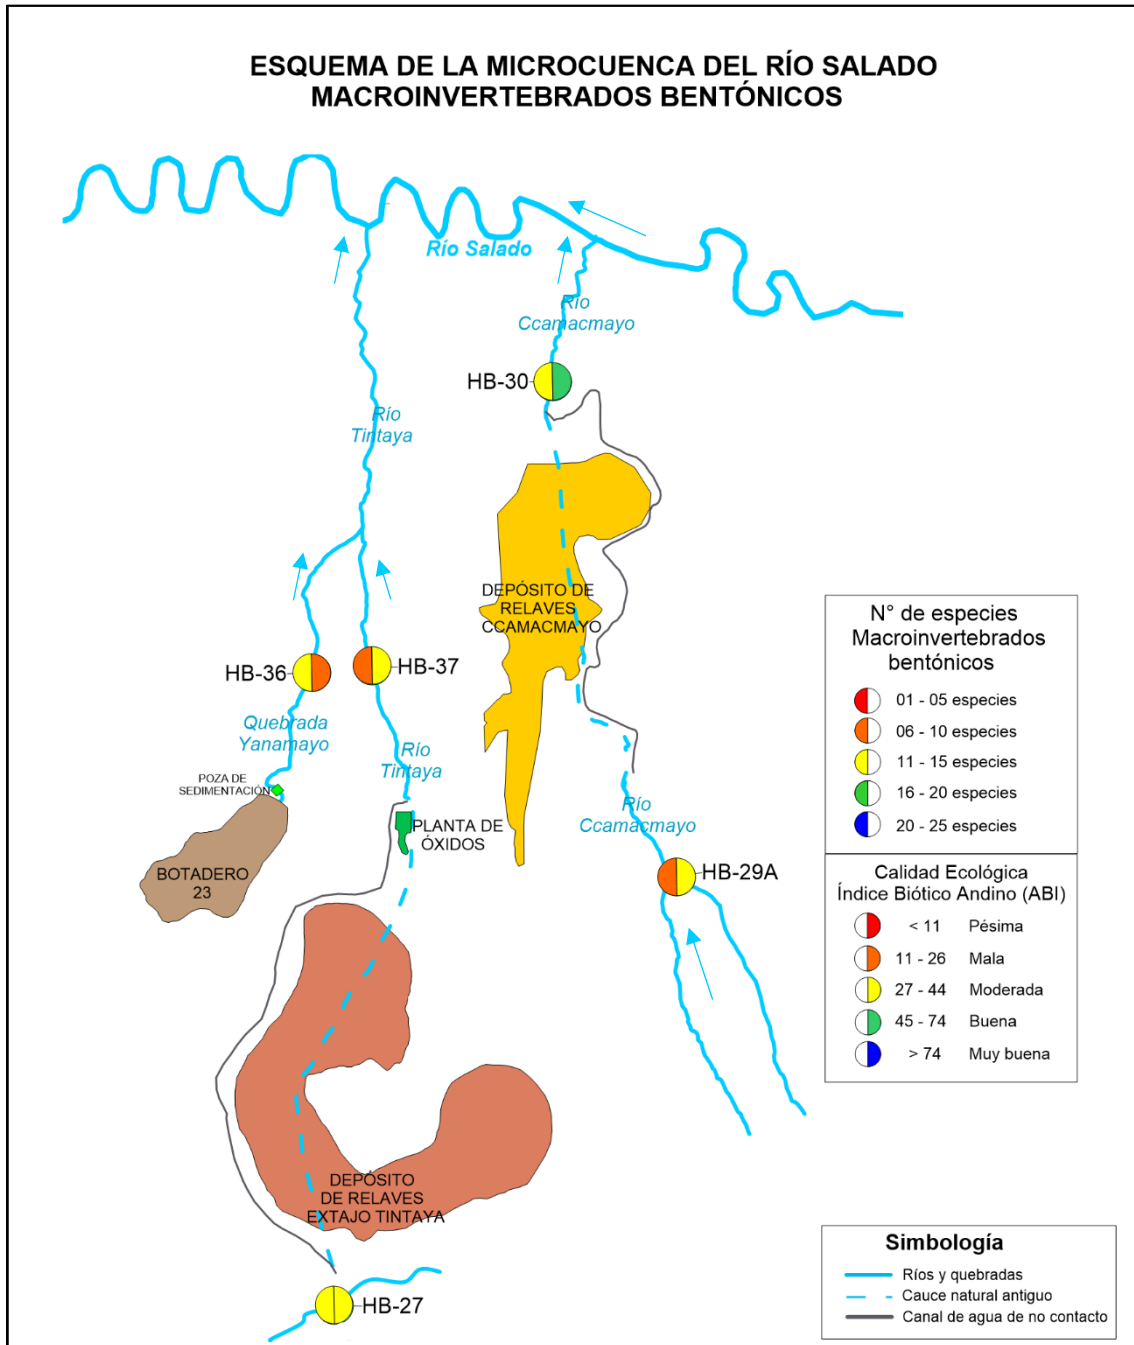 ESQUEMA DE LA MICROCUENCA DEL RÍO SALADO
MACROINVERTEBRADOS BENTÓNICOS
Río Salado
Río
Ccamacmayo
HB-30
Río
Tintaya
DEPÓSITO DE
RELAVES
CCAMACMAYO
HB-36
HB-37
Quebrada
Yanamayo
Río
Tintaya
POZA DE
SEDIMENTACIÓN
PLANTA DE
ÓXIDOS
BOTADERO
23
Río
Ccamacmayo
HB-29A
DEPÓSITO
DE RELAVES
EXTAJO TINTAYA
HB-27
N° de especies
Macroinvertebrados
bentónicos
01 - 05 especies
06 - 10 especies
11 - 15 especies
16 - 20 especies
20 - 25 especies
Calidad Ecológica
Índice Biótico Andino (ABI)
< 11 Pésima
11 - 26 Mala
27 - 44 Moderada
45 - 74 Buena
> 74 Muy buena
Simbología
Ríos y quebradas
Cauce natural antiguo
Canal de agua de no contacto